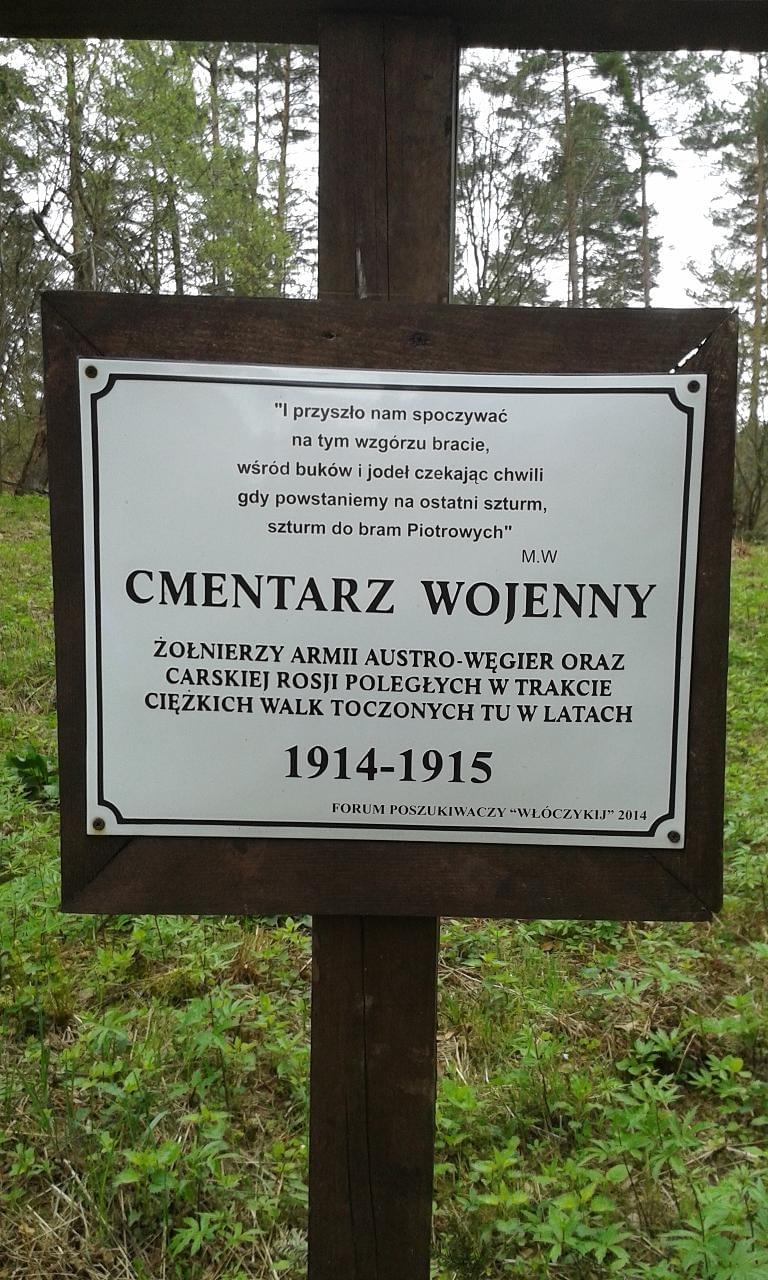 "I przyszło nam spoczywać
na tym wzgórzu bracie,
wśród buków i jodeł czekając chwili
gdy powstaniemy na ostatni szturm,
szturm do bram Piotrowych"
M.W
CMENTARZ WOJENNY
ŻOŁNIERZY ARMII AUSTRO-WĘGIER ORAZ
CARSKIEJ ROSJI POLEGŁYCH W TRAKCIE
CIĘŻKICH WALK TOCZONYCH TU W LATACH
1914-1915
FORUM POSZUKIWACZY "WŁÓCZYKIJ" 2014